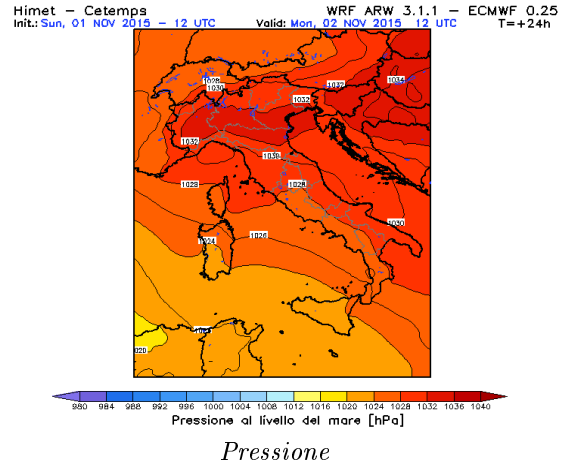 Himet – Cetemps WRF ARW 3.1.1 – ECMWF 0.25
Init.: Sun, 01 NOV 2015 – 12 UTC Valid: Mon, 02 NOV 2015 12 UTC T=+24h
1034
1028
1032
1030
1032
1032
1030
1028
1028
1030
1026
1024
020
980 984 988 992 996 1000 1004 1008 1012 1016 1020 1024 1028 1032 1036 1040
Pressione al livello del mare [hPa]
Pressione